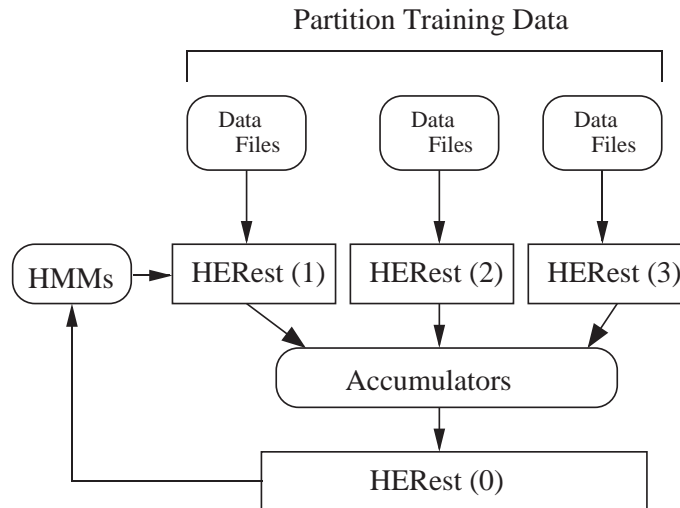 Partition Training Data
Data
Files
Data
Files
Data
Files
HMMs
HERest (1)
HERest (2)
HERest (3)
Accumulators
HERest (0)